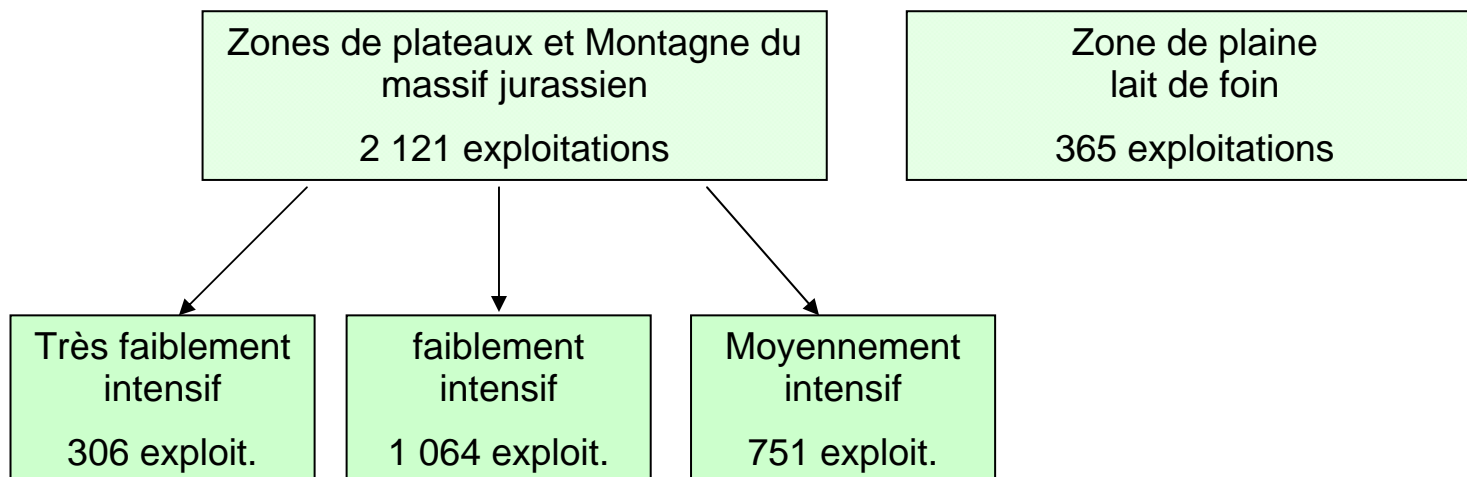 Zones de plateaux et Montagne du
massif jurassien
2 121 exploitations
Zone de plaine
lait de foin
365 exploitations
Très faiblement
intensif
306 exploit.
faiblement
intensif
1 064 exploit.
Moyennement
intensif
751 exploit.